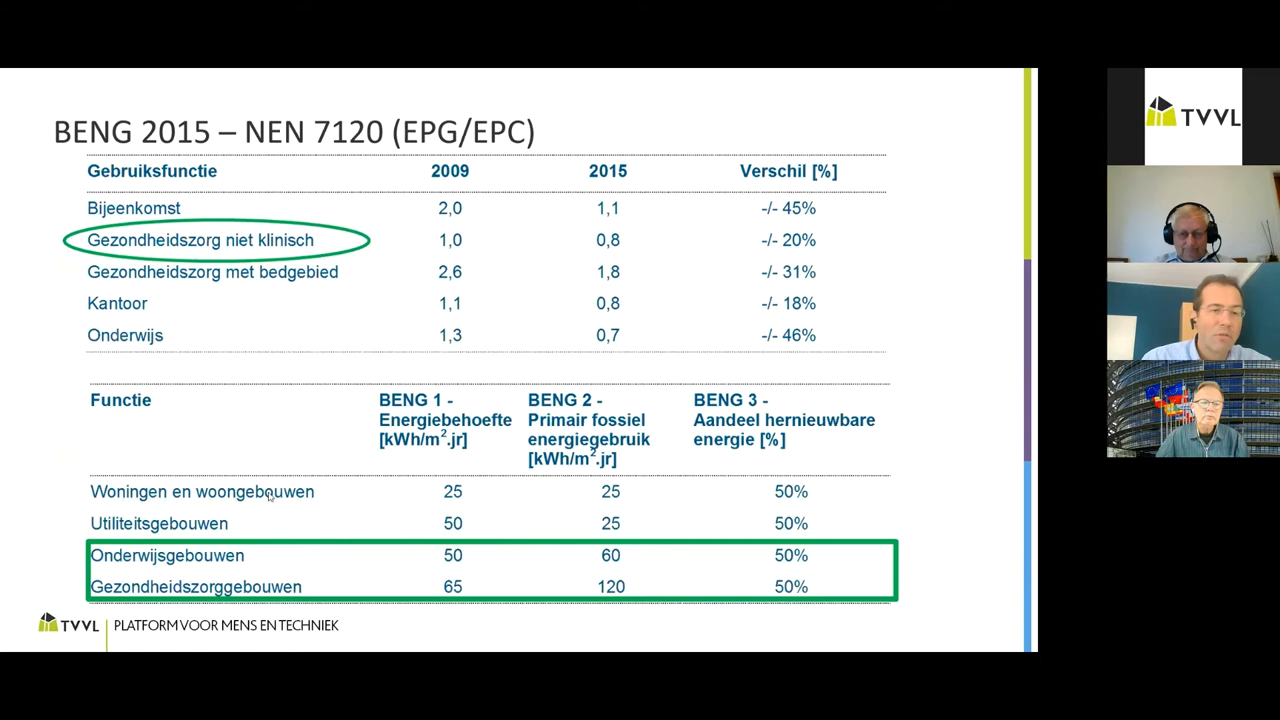 BENG 2015 – NEN 7120 (EPG/EPC)
Gebruiksfunctie 2009 2015 Verschil [%]
Bijeenkomst 2,0 1,1 -/- 45%
Gezondheidszorg niet klinisch 1,0 0,8 -/- 20%
Gezondheidszorg met bedgebied 2,6 1,8 -/- 31%
Kantoor 1,1 0,8 -/- 18%
Onderwijs 1,3 0,7 -/- 46%
Functie BENG 1 - BENG 2 - BENG 3 -
Energiebehoefte Primair fossiel Aandeel hernieuwbare
[kWh/m².jr] energiegebruik energie [%]
[kWh/m².jr]
Woningen en woongebouwen 25 25 50%
Utiliteitsgebouwen 50 25 50%
Onderwijsgebouwen 50 60 50%
Gezondheidszorggebouwen 65 120 50%
TVVL PLATFORM VOOR MENS EN TECHNIEK
TVVL